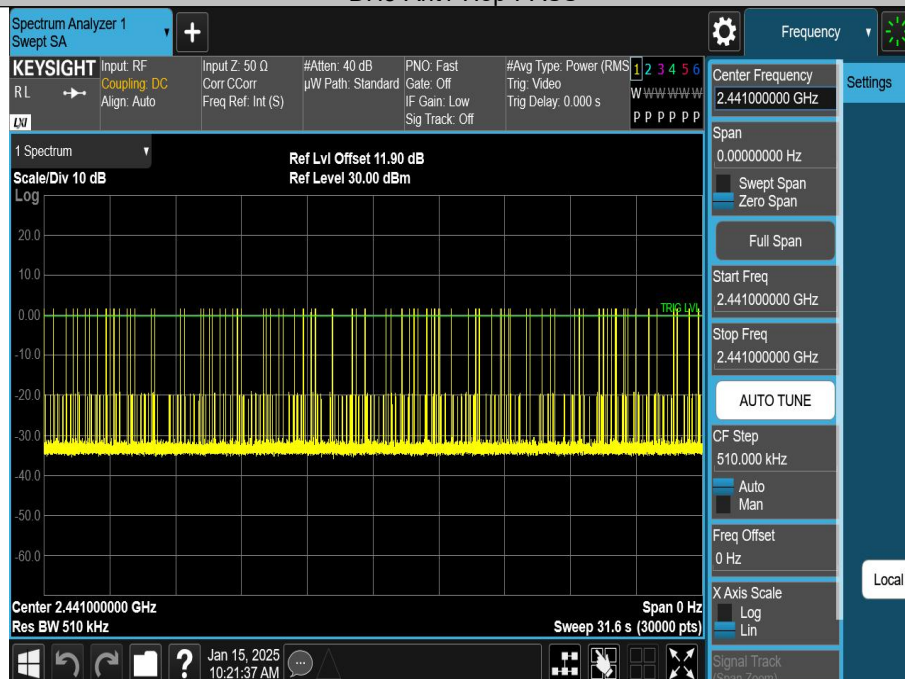 Spectrum Analyzer 1
Swept SA
Frequency
KEYSIGHT
RL
LXI
Input: RF
Coupling: DC
Align: Auto
Input Z: 50 Ω
Corr CCorr
Freq Ref: Int (S)
#Atten: 40 dB
µW Path: Standard
PNO: Fast
Gate: Off
IF Gain: Low
Sig Track: Off
#Avg Type: Power (RMS
Trig: Video
Trig Delay: 0.000 s
1 2 3 4 5 6
W W W W W W
P P P P P P
Center Frequency
2.441000000 GHz
Settings
Span
0.00000000 Hz
Swept Span
Zero Span
Full Span
Start Freq
2.441000000 GHz
Stop Freq
2.441000000 GHz
AUTO TUNE
CF Step
510.000 kHz
Auto
Man
Freq Offset
0 Hz
X Axis Scale
Log
Lin
Signal Track
(Span Zoom)
Local
1 Spectrum
Scale/Div 10 dB
Log
Ref Lvl Offset 11.90 dB
Ref Level 30.00 dBm
20.0
10.0
0.00
TRIG LVL
-10.0
-20.0
-30.0
-40.0
-50.0
-60.0
Center 2.441000000 GHz
Res BW 510 kHz
Span 0 Hz
Sweep 31.6 s (30000 pts)
?
Jan 15, 2025
10:21:37 AM